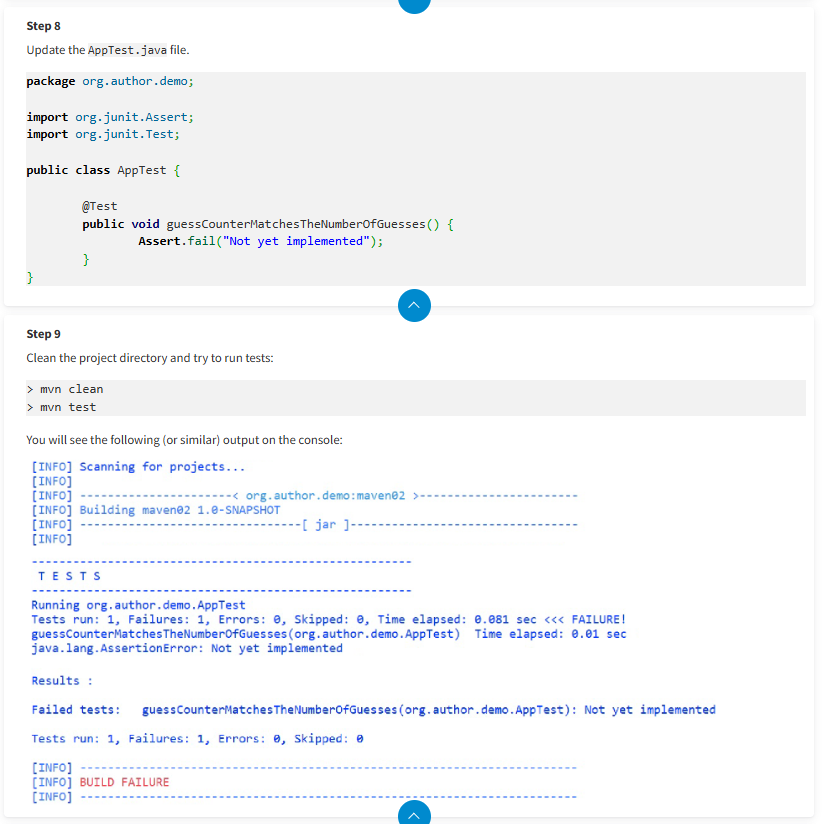 Step 8
Update the AppTest.java file.
package org.author.demo;
import org.junit.Assert;
import org.junit.Test;
public class AppTest {
@Test
public void guessCounterMatchesTheNumberOfGuesses() {
Assert.fail("Not yet implemented");
}
}
Step 9
Clean the project directory and try to run tests:
> mvn clean
> mvn test
You will see the following (or similar) output on the console:
[INFO] Scanning for projects...
[INFO]
[INFO] ----------------------< org.author.demo:maven02 >-----------------------
[INFO] Building maven02 1.0-SNAPSHOT
[INFO] --------------------------------[ jar ]---------------------------------
[INFO]
-------------------------------------------------------
T E S T S
-------------------------------------------------------
Running org.author.demo.AppTest
Tests run: 1, Failures: 1, Errors: 0, Skipped: 0, Time elapsed: 0.081 sec <<< FAILURE!
guessCounterMatchesTheNumberOfGuesses(org.author.demo.AppTest)  Time elapsed: 0.01 sec
java.lang.AssertionError: Not yet implemented
Results :
Failed tests:   guessCounterMatchesTheNumberOfGuesses(org.author.demo.AppTest): Not yet implemented
Tests run: 1, Failures: 1, Errors: 0, Skipped: 0
[INFO] ------------------------------------------------------------------------
[INFO] BUILD FAILURE
[INFO] ------------------------------------------------------------------------